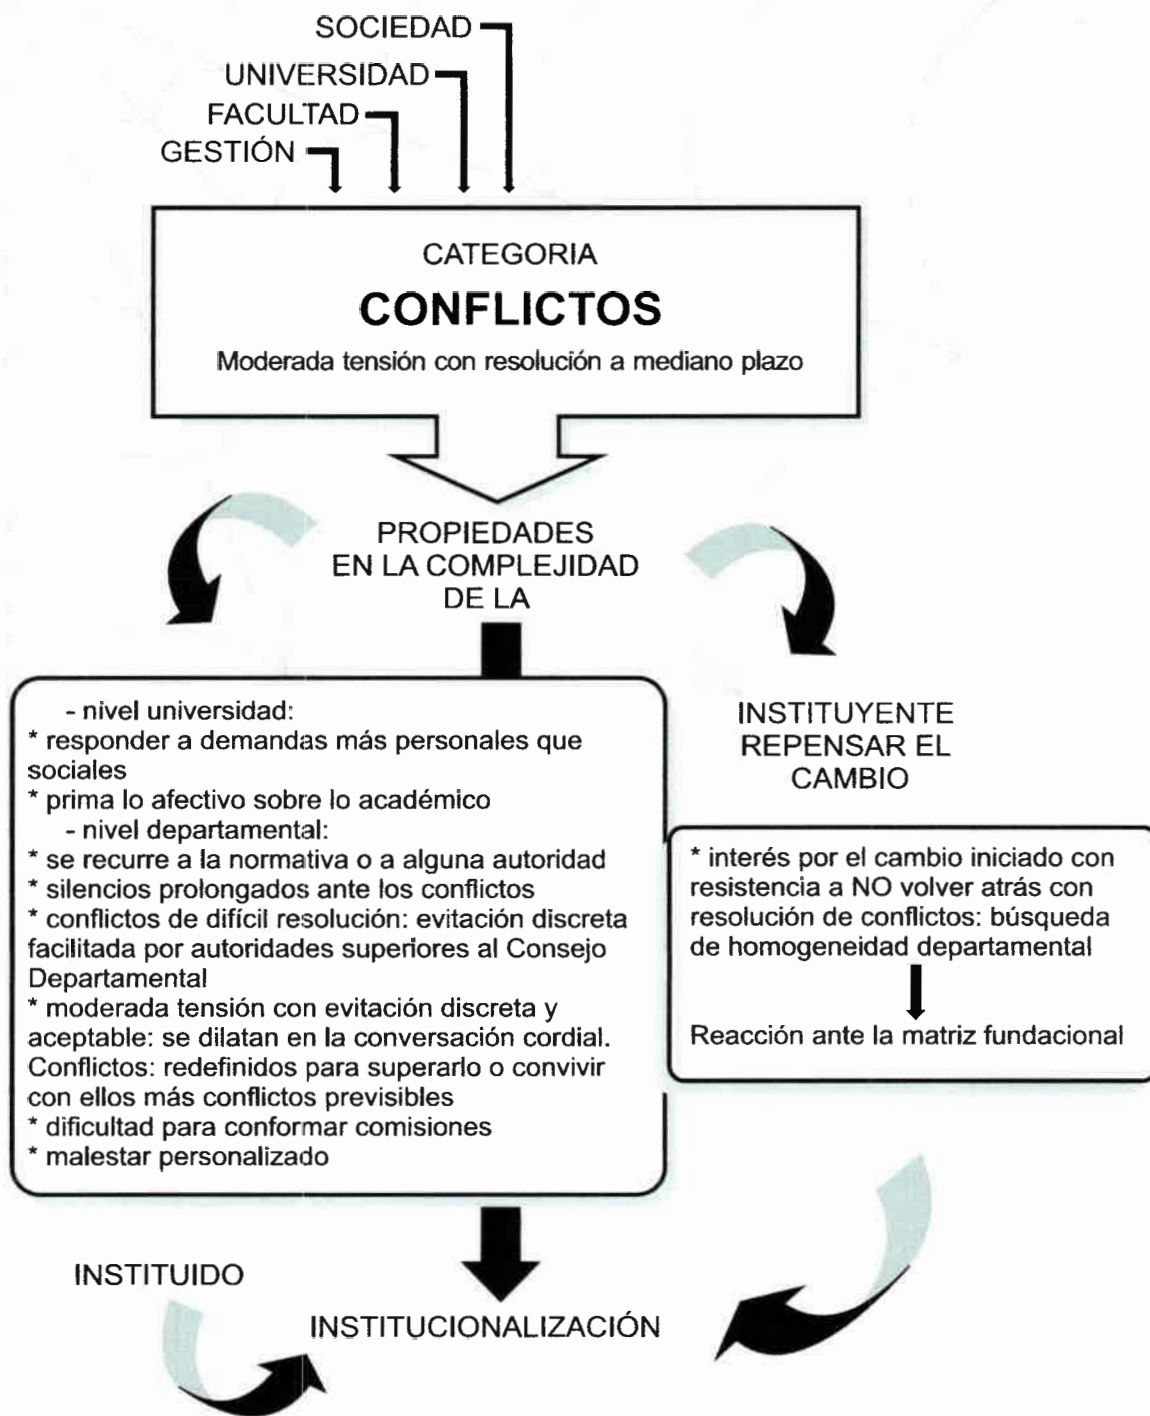 SOCIEDAD
UNIVERSIDAD
FACULTAD
GESTIÓN
CATEGORIA
CONFLICTOS
Moderada tensión con resolución a mediano plazo
PROPIEDADES
EN LA COMPLEJIDAD
DE LA
- nivel universidad:
* responder a demandas más personales que
sociales
* prima lo afectivo sobre lo académico
- nivel departamental:
* se recurre a la normativa o a alguna autoridad
* silencios prolongados ante los conflictos
* conflictos de difícil resolución: evitación discreta
facilitada por autoridades superiores al Consejo
Departamental
* moderada tensión con evitación discreta y
aceptable: se dilatan en la conversación cordial.
Conflictos: redefinidos para superarlo o convivir
con ellos más conflictos previsibles
* dificultad para conformar comisiones
* malestar personalizado
INSTITUYENTE
REPENSAR EL
CAMBIO
* interés por el cambio iniciado con
resistencia a NO volver atrás con
resolución de conflictos: búsqueda
de homogeneidad departamental
Reacción ante la matriz fundacional
INSTITUIDO
INSTITUCIONALIZACIÓN